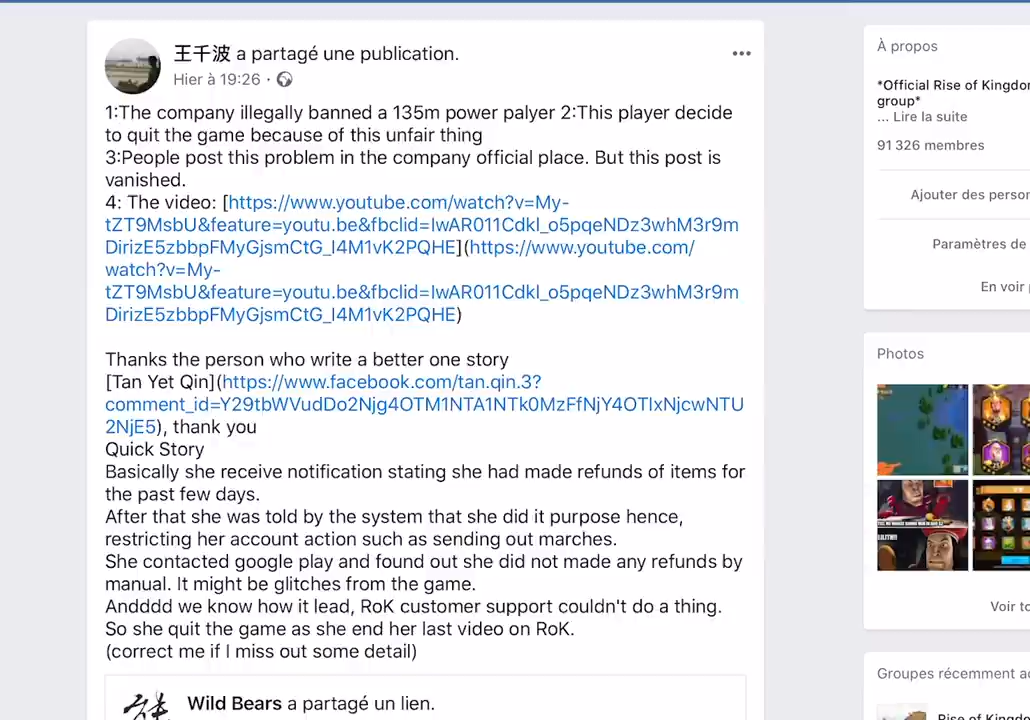 王千波 a partagé une publication.
Hier à 19:26 ·
1:The company illegally banned a 135m power palyer 2:This player decide
to quit the game because of this unfair thing
3:People post this problem in the company official place. But this post is
vanished.
4: The video: [https://www.youtube.com/watch?v=My-
tZT9MsbU&feature=youtu.be&fbclid=IwAR011Cdkl_o5pqeNDz3whM3r9m
DirizE5zbbpFMyGjsmCtG_I4M1vK2PQHE](https://www.youtube.com/
watch?v=My-
tZT9MsbU&feature=youtu.be&fbclid=IwAR011Cdkl_o5pqeNDz3whM3r9m
DirizE5zbbpFMyGjsmCtG_I4M1vK2PQHE)
Thanks the person who write a better one story
[Tan Yet Qin](https://www.facebook.com/tan.qin.3?
comment_id=Y29tbWVudDo2Njg4OTM1NTA1NTk0MzFfNjY4OTIxNjcwNTU
2NjE5), thank you
Quick Story
Basically she receive notification stating she had made refunds of items for
the past few days.
After that she was told by the system that she did it purpose hence,
restricting her account action such as sending out marches.
She contacted google play and found out she did not made any refunds by
manual. It might be glitches from the game.
Andddd we know how it lead, RoK customer support couldn't do a thing.
So she quit the game as she end her last video on RoK.
(correct me if I miss out some detail)
Wild Bears a partagé un lien.
À propos
*Official Rise of Kingdom
group*
... Lire la suite
91 326 membres
Ajouter des person
Paramètres de
En voir
Photos
Voir to
Groupes récemment ac
Rise of Kingdo